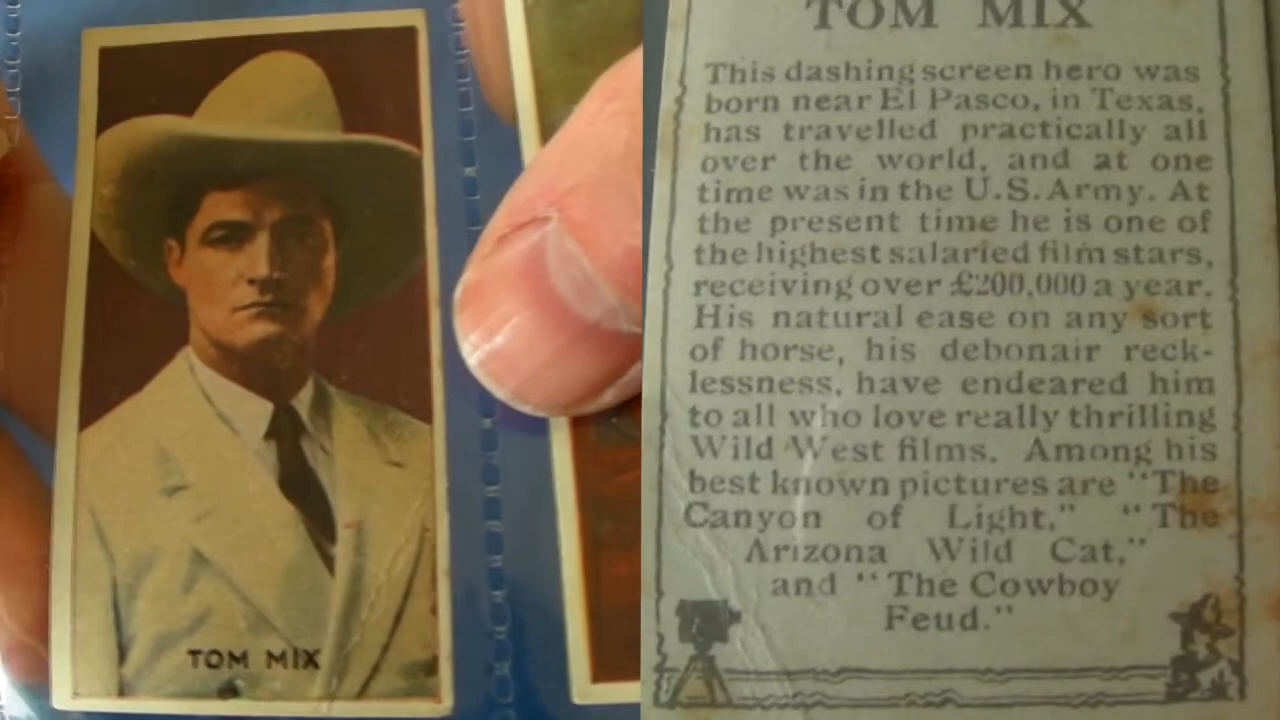 TOM MIX
TOM MIX
This dashing screen hero was
born near El Pasco, in Texas,
has travelled practically all
over the world, and at one
time was in the U.S. Army. At
the present time he is one of
the highest salaried film stars,
receiving over £200,000 a year.
His natural ease on any sort
of horse, his debonair reck-
lessness, have endeared him
to all who love really thrilling
Wild West films. Among his
best known pictures are "The
Canyon of Light," "The
Arizona Wild Cat,"
and "The Cowboy
Feud."